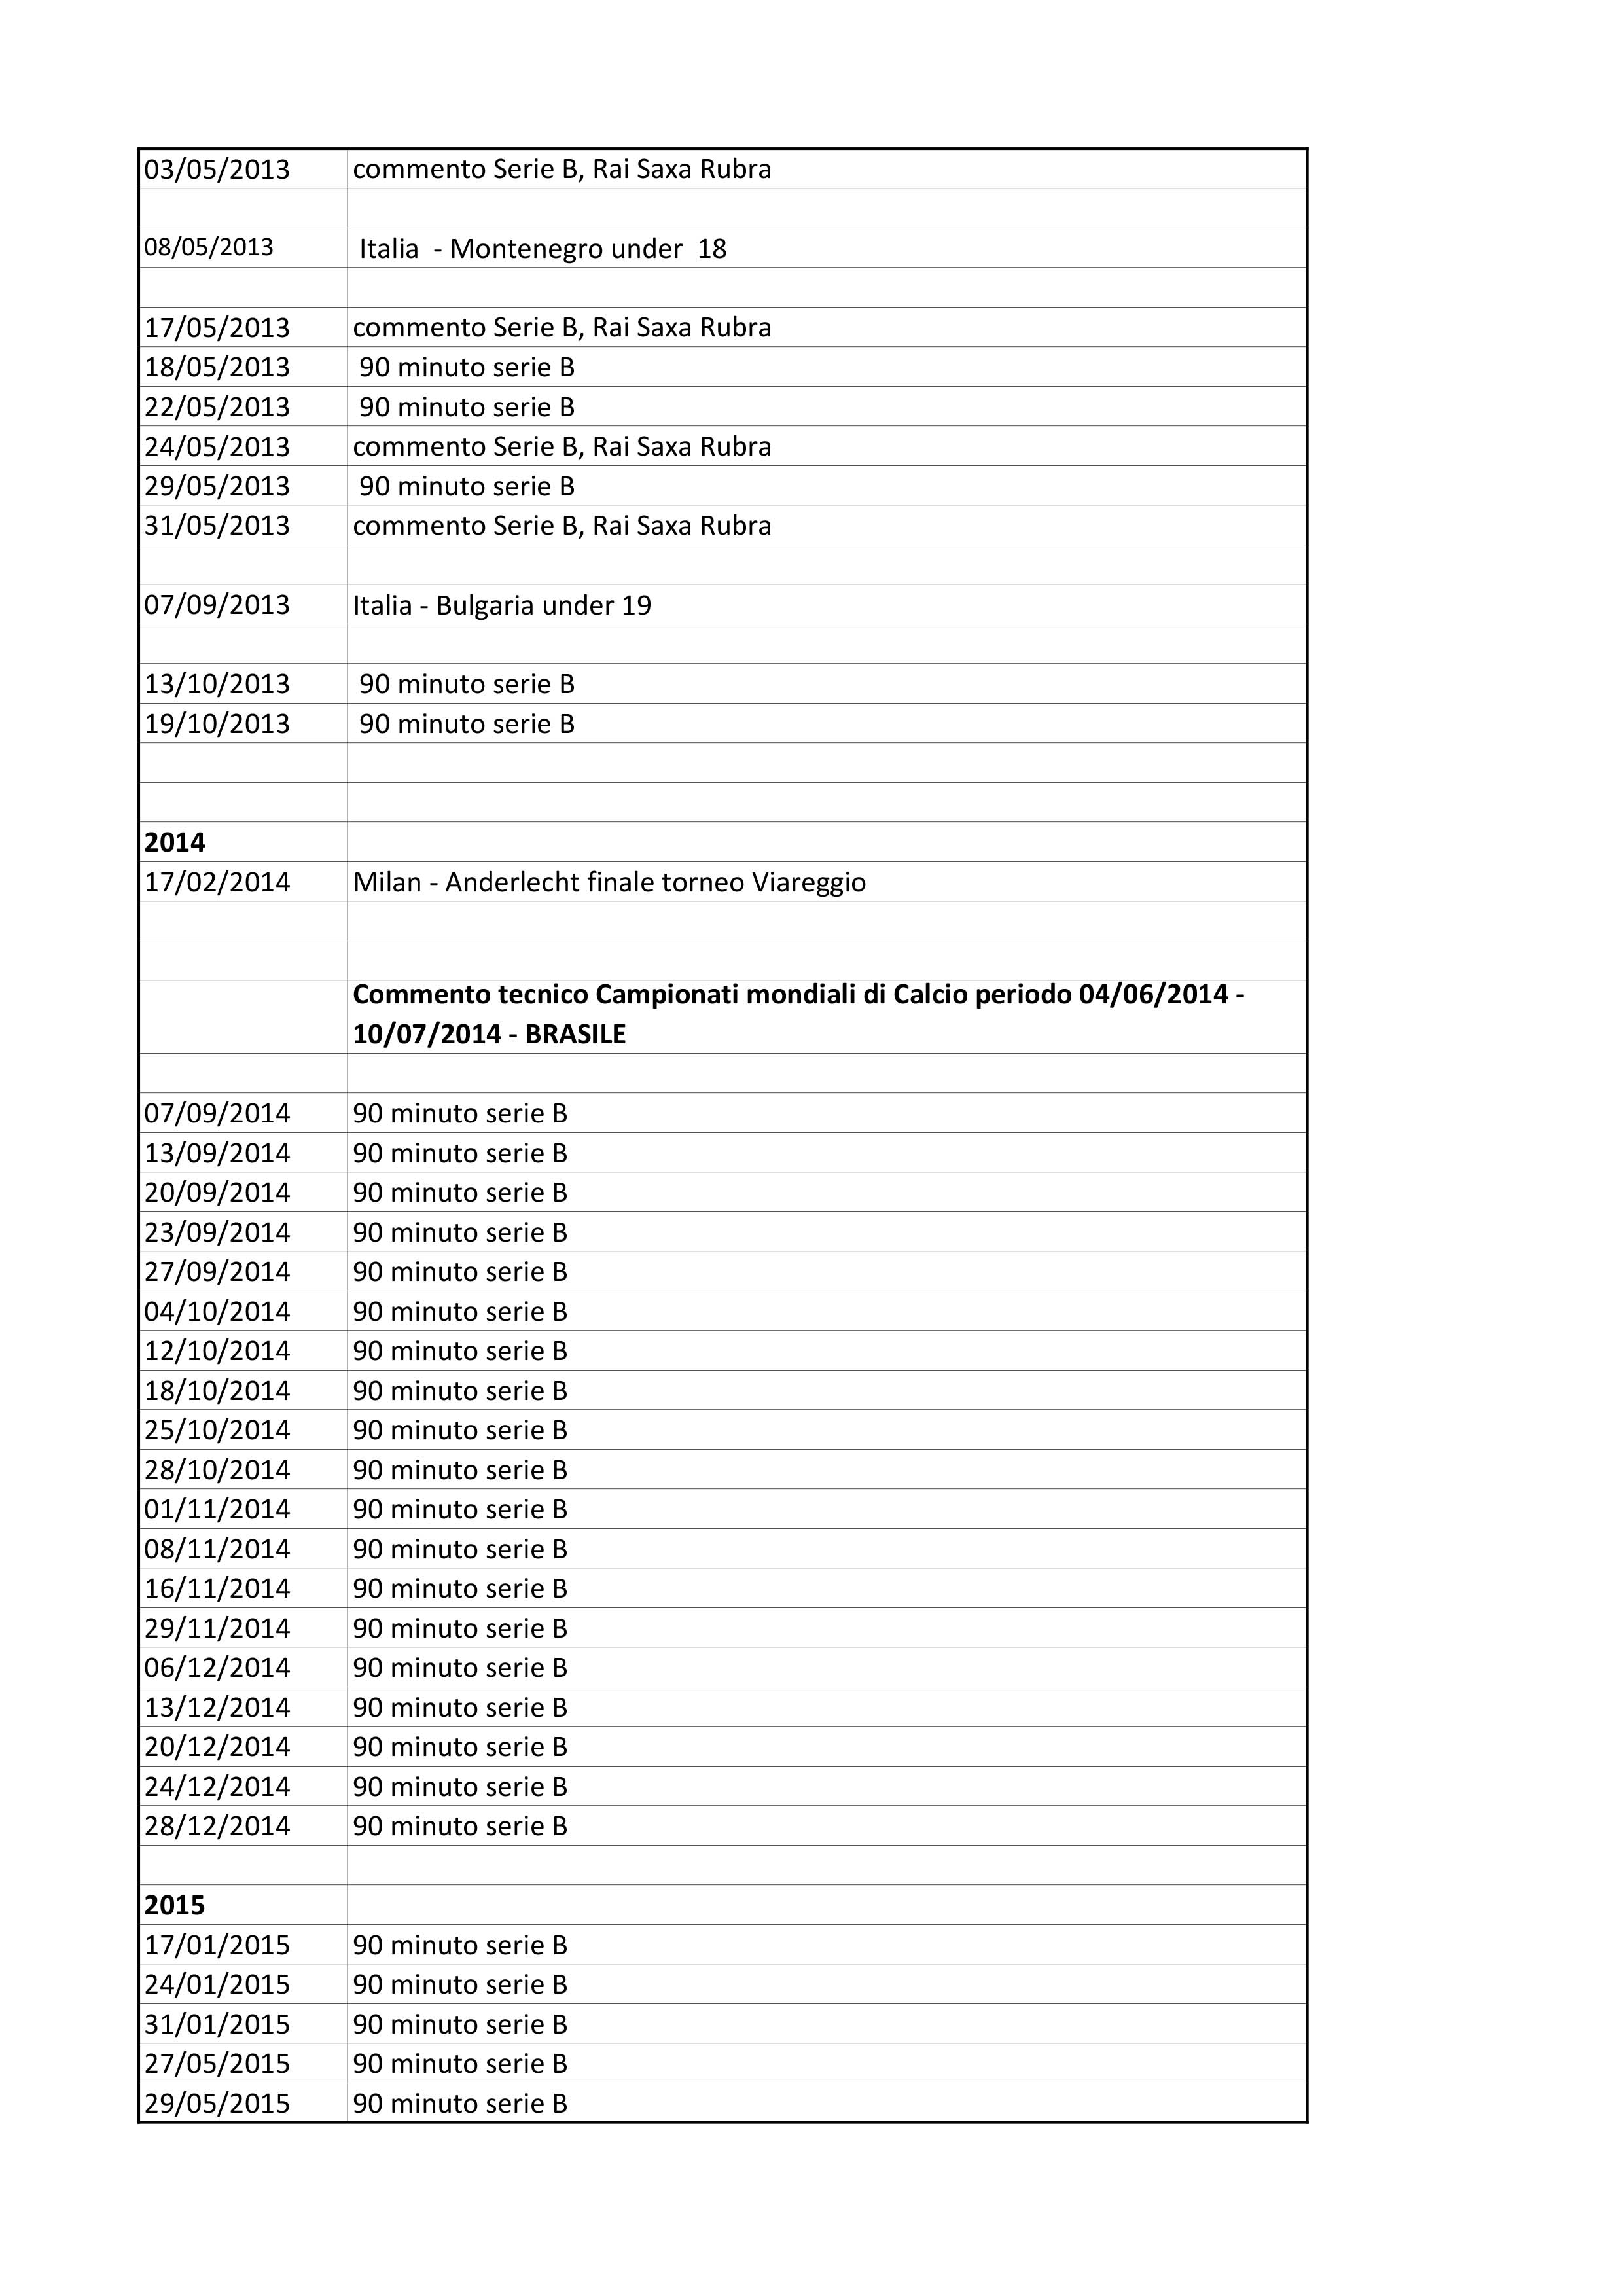 03/05/2013 commento Serie B, Rai Saxa Rubra
08/05/2013 Italia - Montenegro under 18
17/05/2013 commento Serie B, Rai Saxa Rubra
18/05/2013 90 minuto serie B
22/05/2013 90 minuto serie B
24/05/2013 commento Serie B, Rai Saxa Rubra
29/05/2013 90 minuto serie B
31/05/2013 commento Serie B, Rai Saxa Rubra
07/09/2013 Italia - Bulgaria under 19
13/10/2013 90 minuto serie B
19/10/2013 90 minuto serie B
2014
17/02/2014 Milan - Anderlecht finale torneo Viareggio
Commento tecnico Campionati mondiali di Calcio periodo 04/06/2014 -
10/07/2014 - BRASILE
07/09/2014 90 minuto serie B
13/09/2014 90 minuto serie B
20/09/2014 90 minuto serie B
23/09/2014 90 minuto serie B
27/09/2014 90 minuto serie B
04/10/2014 90 minuto serie B
12/10/2014 90 minuto serie B
18/10/2014 90 minuto serie B
25/10/2014 90 minuto serie B
28/10/2014 90 minuto serie B
01/11/2014 90 minuto serie B
08/11/2014 90 minuto serie B
16/11/2014 90 minuto serie B
29/11/2014 90 minuto serie B
06/12/2014 90 minuto serie B
13/12/2014 90 minuto serie B
20/12/2014 90 minuto serie B
24/12/2014 90 minuto serie B
28/12/2014 90 minuto serie B
2015
17/01/2015 90 minuto serie B
24/01/2015 90 minuto serie B
31/01/2015 90 minuto serie B
27/05/2015 90 minuto serie B
29/05/2015 90 minuto serie B